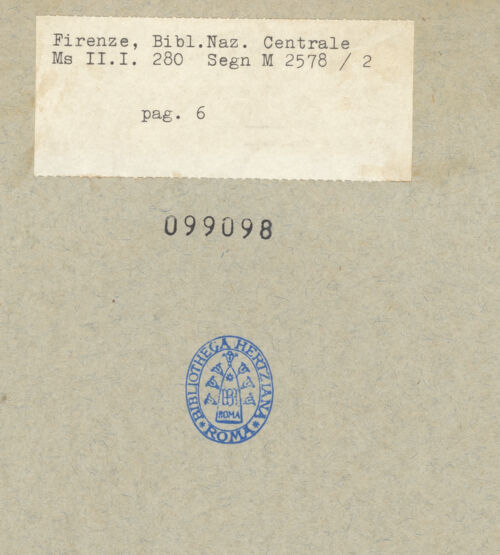 Firenze, Bibl.Naz. Centrale
Ms II.I. 280 Segn M 2578 / 2
pag. 6
099098
BIBLIOTHECA HERTZIANA
ROMA
* ROMA *